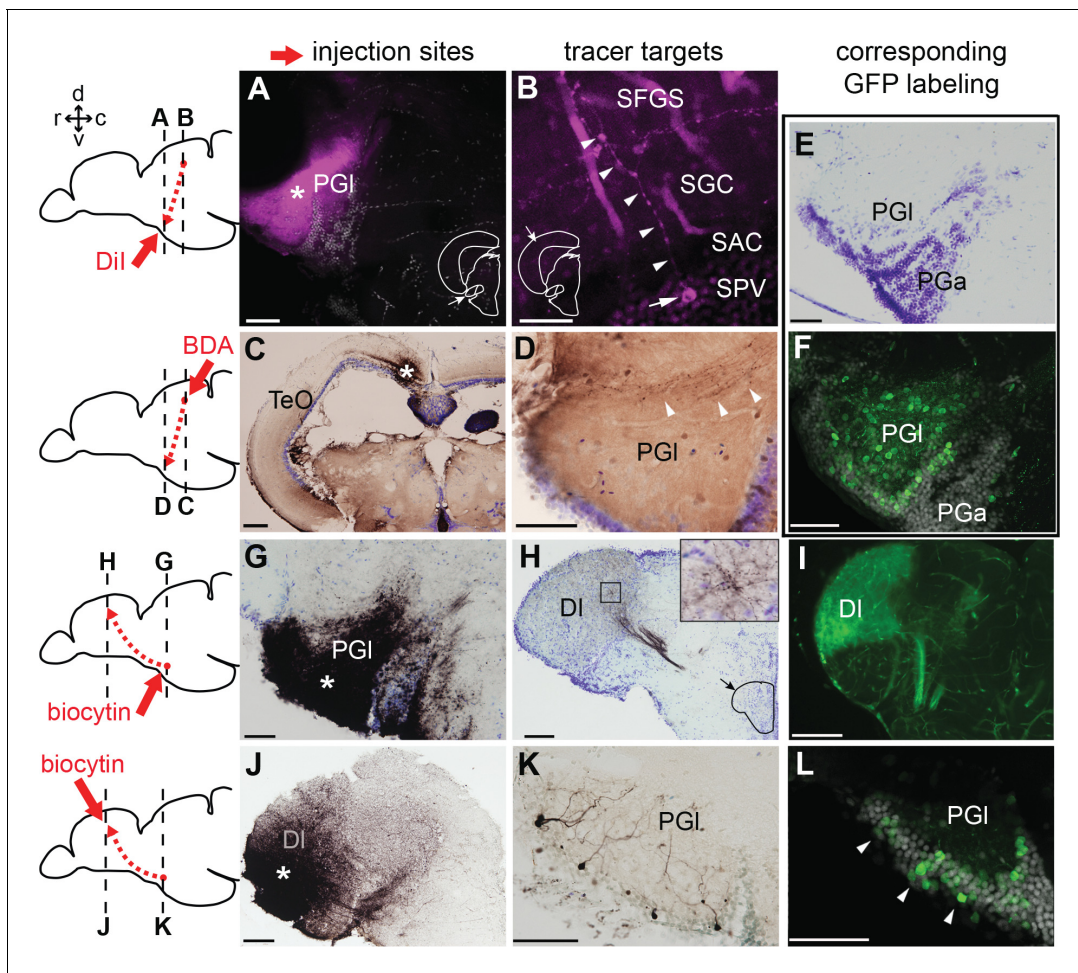 injection sites
tracer targets
corresponding
GFP labeling
d
r c
v
A B
DiI
A
PGl
*
B
SFGS
SGC
SAC
SPV
E
PGl
PGa
BDA
D C
C
TeO
*
D
PGl
F
PGl
PGa
H G
biocytin
G
PGl
*
H
Dl
I
Dl
biocytin
J K
J
Dl
*
K
PGl
L
PGl